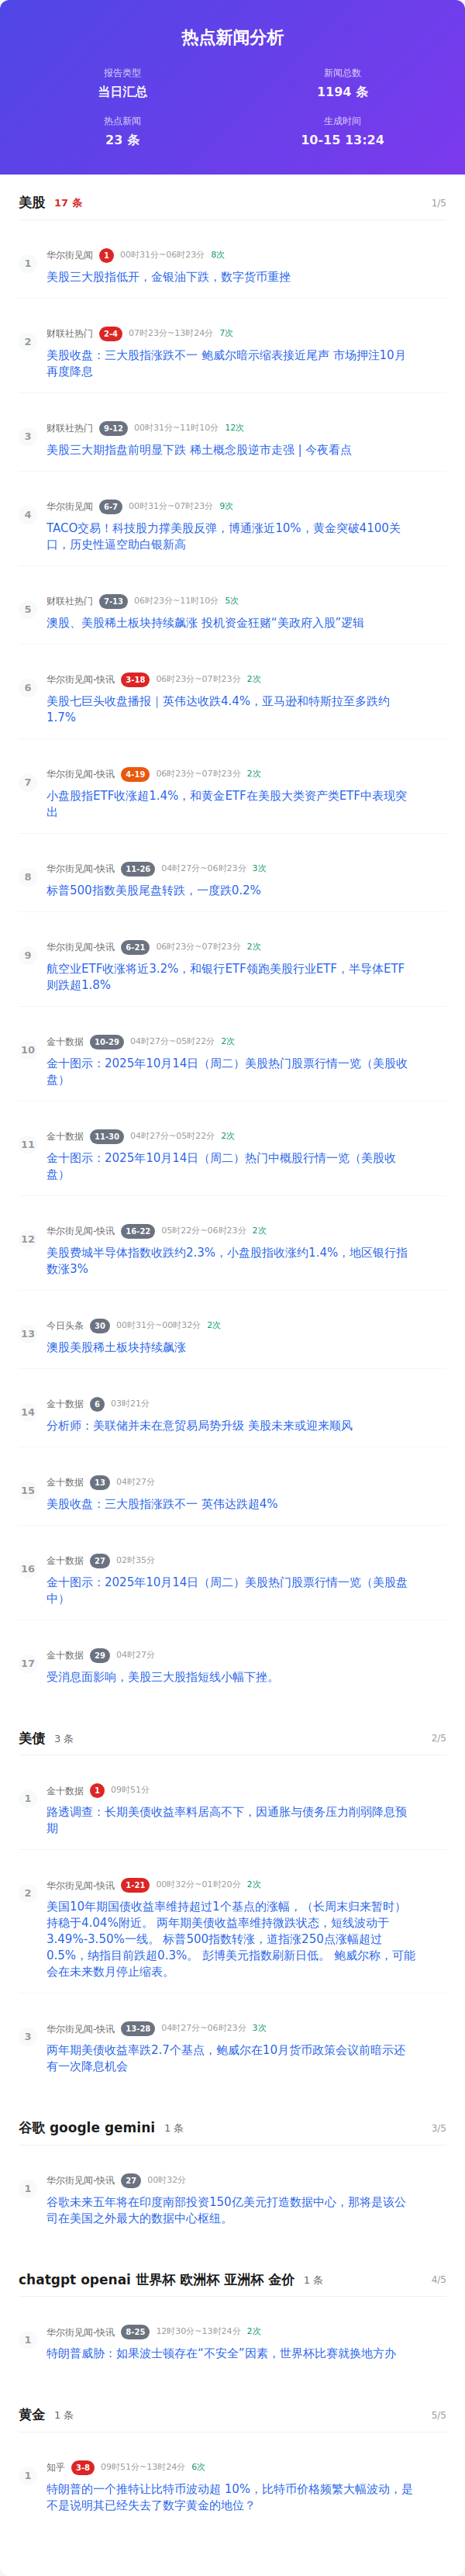 热点新闻分析
报告类型
新闻总数
当日汇总
1194 条
热点新闻
生成时间
23 条
10-15 13:24
美股 17 条 1/5
1
华尔街见闻 1 00时31分~06时23分 8次
美股三大股指低开，金银油下跌，数字货币重挫
2
财联社热门 2-4 07时23分~13时24分 7次
美股收盘：三大股指涨跌不一 鲍威尔暗示缩表接近尾声 市场押注10月
再度降息
3
财联社热门 9-12 00时31分~11时10分 12次
美股三大期指盘前明显下跌 稀土概念股逆市走强 | 今夜看点
4
华尔街见闻 6-7 00时31分~07时23分 9次
TACO交易！科技股力撑美股反弹，博通涨近10%，黄金突破4100关
口，历史性逼空助白银新高
5
财联社热门 7-13 06时23分~11时10分 5次
澳股、美股稀土板块持续飙涨 投机资金狂赌“美政府入股”逻辑
6
华尔街见闻-快讯 3-18 06时23分~07时23分 2次
美股七巨头收盘播报｜英伟达收跌4.4%，亚马逊和特斯拉至多跌约
1.7%
7
华尔街见闻-快讯 4-19 06时23分~07时23分 2次
小盘股指ETF收涨超1.4%，和黄金ETF在美股大类资产类ETF中表现突
出
8
华尔街见闻-快讯 11-26 04时27分~06时23分 3次
标普500指数美股尾盘转跌，一度跌0.2%
9
华尔街见闻-快讯 6-21 06时23分~07时23分 2次
航空业ETF收涨将近3.2%，和银行ETF领跑美股行业ETF，半导体ETF
则跌超1.8%
10
金十数据 10-29 04时27分~05时22分 2次
金十图示：2025年10月14日（周二）美股热门股票行情一览（美股收
盘）
11
金十数据 11-30 04时27分~05时22分 2次
金十图示：2025年10月14日（周二）热门中概股行情一览（美股收
盘）
12
华尔街见闻-快讯 16-22 05时22分~06时23分 2次
美股费城半导体指数收跌约2.3%，小盘股指收涨约1.4%，地区银行指
数涨3%
13
今日头条 30 00时31分~00时32分 2次
澳股美股稀土板块持续飙涨
14
金十数据 6 03时21分
分析师：美联储并未在意贸易局势升级 美股未来或迎来顺风
15
金十数据 13 04时27分
美股收盘：三大股指涨跌不一 英伟达跌超4%
16
金十数据 27 02时35分
金十图示：2025年10月14日（周二）美股热门股票行情一览（美股盘
中）
17
金十数据 29 04时27分
受消息面影响，美股三大股指短线小幅下挫。
美债 3 条 2/5
1
金十数据 1 09时51分
路透调查：长期美债收益率料居高不下，因通胀与债务压力削弱降息预
期
2
华尔街见闻-快讯 1-21 00时32分~01时20分 2次
美国10年期国债收益率维持超过1个基点的涨幅，（长周末归来暂时）
持稳于4.04%附近。 两年期美债收益率维持微跌状态，短线波动于
3.49%-3.50%一线。 标普500指数转涨，道指涨250点涨幅超过
0.5%，纳指目前跌超0.3%。 彭博美元指数刷新日低。 鲍威尔称，可能
会在未来数月停止缩表。
3
华尔街见闻-快讯 13-28 04时27分~06时23分 3次
两年期美债收益率跌2.7个基点，鲍威尔在10月货币政策会议前暗示还
有一次降息机会
谷歌 google gemini 1 条 3/5
1
华尔街见闻-快讯 27 00时32分
谷歌未来五年将在印度南部投资150亿美元打造数据中心，那将是该公
司在美国之外最大的数据中心枢纽。
chatgpt openai 世界杯 欧洲杯 亚洲杯 金价 1 条 4/5
1
华尔街见闻-快讯 8-25 12时30分~13时24分 2次
特朗普威胁：如果波士顿存在“不安全”因素，世界杯比赛就换地方办
黄金 1 条 5/5
1
知乎 3-8 09时51分~13时24分 6次
特朗普的一个推特让比特币波动超 10%，比特币价格频繁大幅波动，是
不是说明其已经失去了数字黄金的地位？